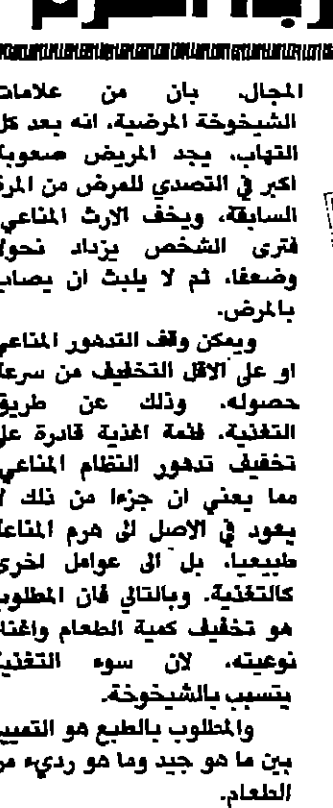 المجال. بان من علامات
الشيخوخة المرضية، انه بعد كل
التهاب، يجد المريض صعوبة
اكبر في التصدي للمرض من المرة
السابقة، ويخف الارث المناعي
فترى الشخص يزداد نحولا
وضعفا، ثم لا يلبث ان يصاب
بالمرض.
ويمكن وقف التدهور المناعي
او على الاقل التخفيف من سرعة
حصوله، وذلك عن طريق
التغذية، فثمة اغذية قادرة على
تخفيف تدهور النظام المناعي
مما يعني ان جزءا من ذلك لا
يعود في الاصل الى هرم المناعة
طبيعيا، بل الى عوامل اخرى
كالتغذية. وبالتالي فان المطلوب
هو تخفيف كمية الطعام واغناء
نوعيته، لان سوء التغذية
يتسبب بالشيخوخة.
والمطلوب بالطبع هو التمييز
بين ما هو جيد وما هو رديء من
الطعام.